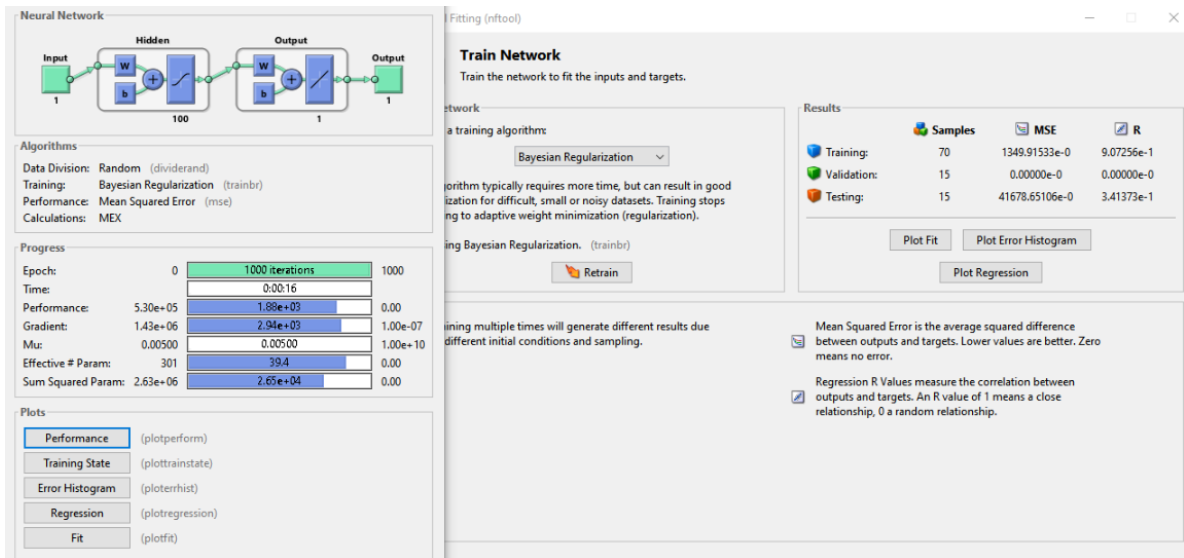 Neural Network
Hidden
Output
Input
Output
W
W
b
b
1
100
1
1
Algorithms
Data Division: Random (dividerand)
Training: Bayesian Regularization (trainbr)
Performance: Mean Squared Error (mse)
Calculations: MEX
Progress
Epoch: 0 1000 iterations 1000
Time: 0:00:16
Performance: 5.30e+05 1.88e+03 0.00
Gradient: 1.43e+06 2.94e+03 1.00e-07
Mu: 0.00500 0.00500 1.00e+10
Effective # Param: 301 39.4 0.00
Sum Squared Param: 2.63e+06 2.65e+04 0.00
Plots
Performance (plotperform)
Training State (plottrainstate)
Error Histogram (ploterrhist)
Regression (plotregression)
Fit (plotfit)
Fitting (nftool)
Train Network
Train the network to fit the inputs and targets.
etwork
a training algorithm:
Bayesian Regularization
orithm typically requires more time, but can result in good
ization for difficult, small or noisy datasets. Training stops
ng to adaptive weight minimization (regularization).
ing Bayesian Regularization. (trainbr)
Retrain
Results
Samples MSE R
Training: 70 1349.91533e-0 9.07256e-1
Validation: 15 0.00000e-0 0.00000e-0
Testing: 15 41678.65106e-0 3.41373e-1
Plot Fit Plot Error Histogram
Plot Regression
ining multiple times will generate different results due
different initial conditions and sampling.
Mean Squared Error is the average squared difference
between outputs and targets. Lower values are better. Zero
means no error.
Regression R Values measure the correlation between
outputs and targets. An R value of 1 means a close
relationship, 0 a random relationship.